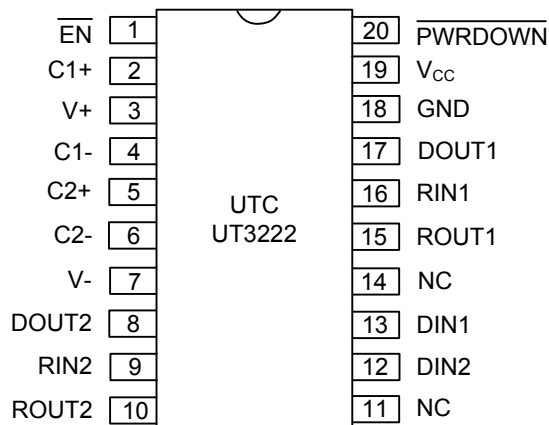 EN 1 20 PWRDOWN
C1+ 2 19 VCC
V+ 3 18 GND
C1- 4 17 DOUT1
C2+ 5 16 RIN1
UTC
UT3222
C2- 6 15 ROUT1
V- 7 14 NC
DOUT2 8 13 DIN1
RIN2 9 12 DIN2
ROUT2 10 11 NC